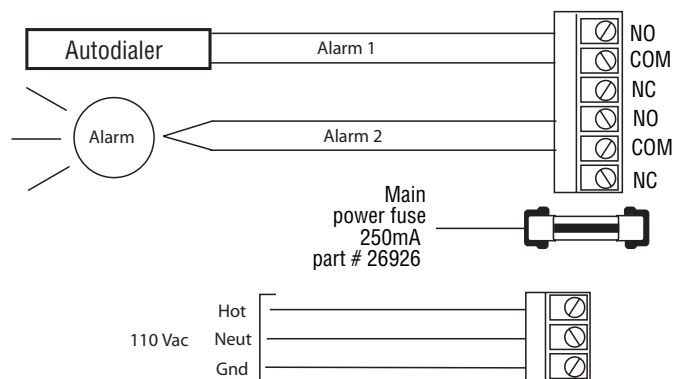 Autodialer
Alarm 1
NO
COM
NC
NO
COM
NC
Alarm
Alarm 2
Main
power fuse
250mA
part # 26926
110 Vac
Hot
Neut
Gnd